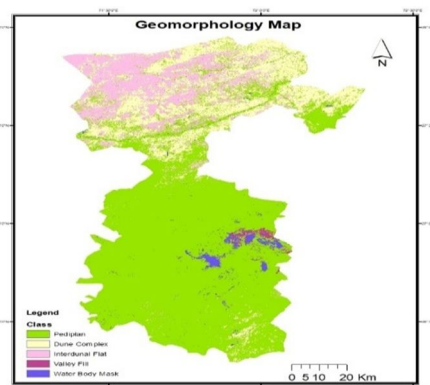 Geomorphology Map
N
Legend
Class
Pediplan
Dune Complex
Interdunal Flat
Valley Fill
Water Body Mask
0 5 10 20 Km